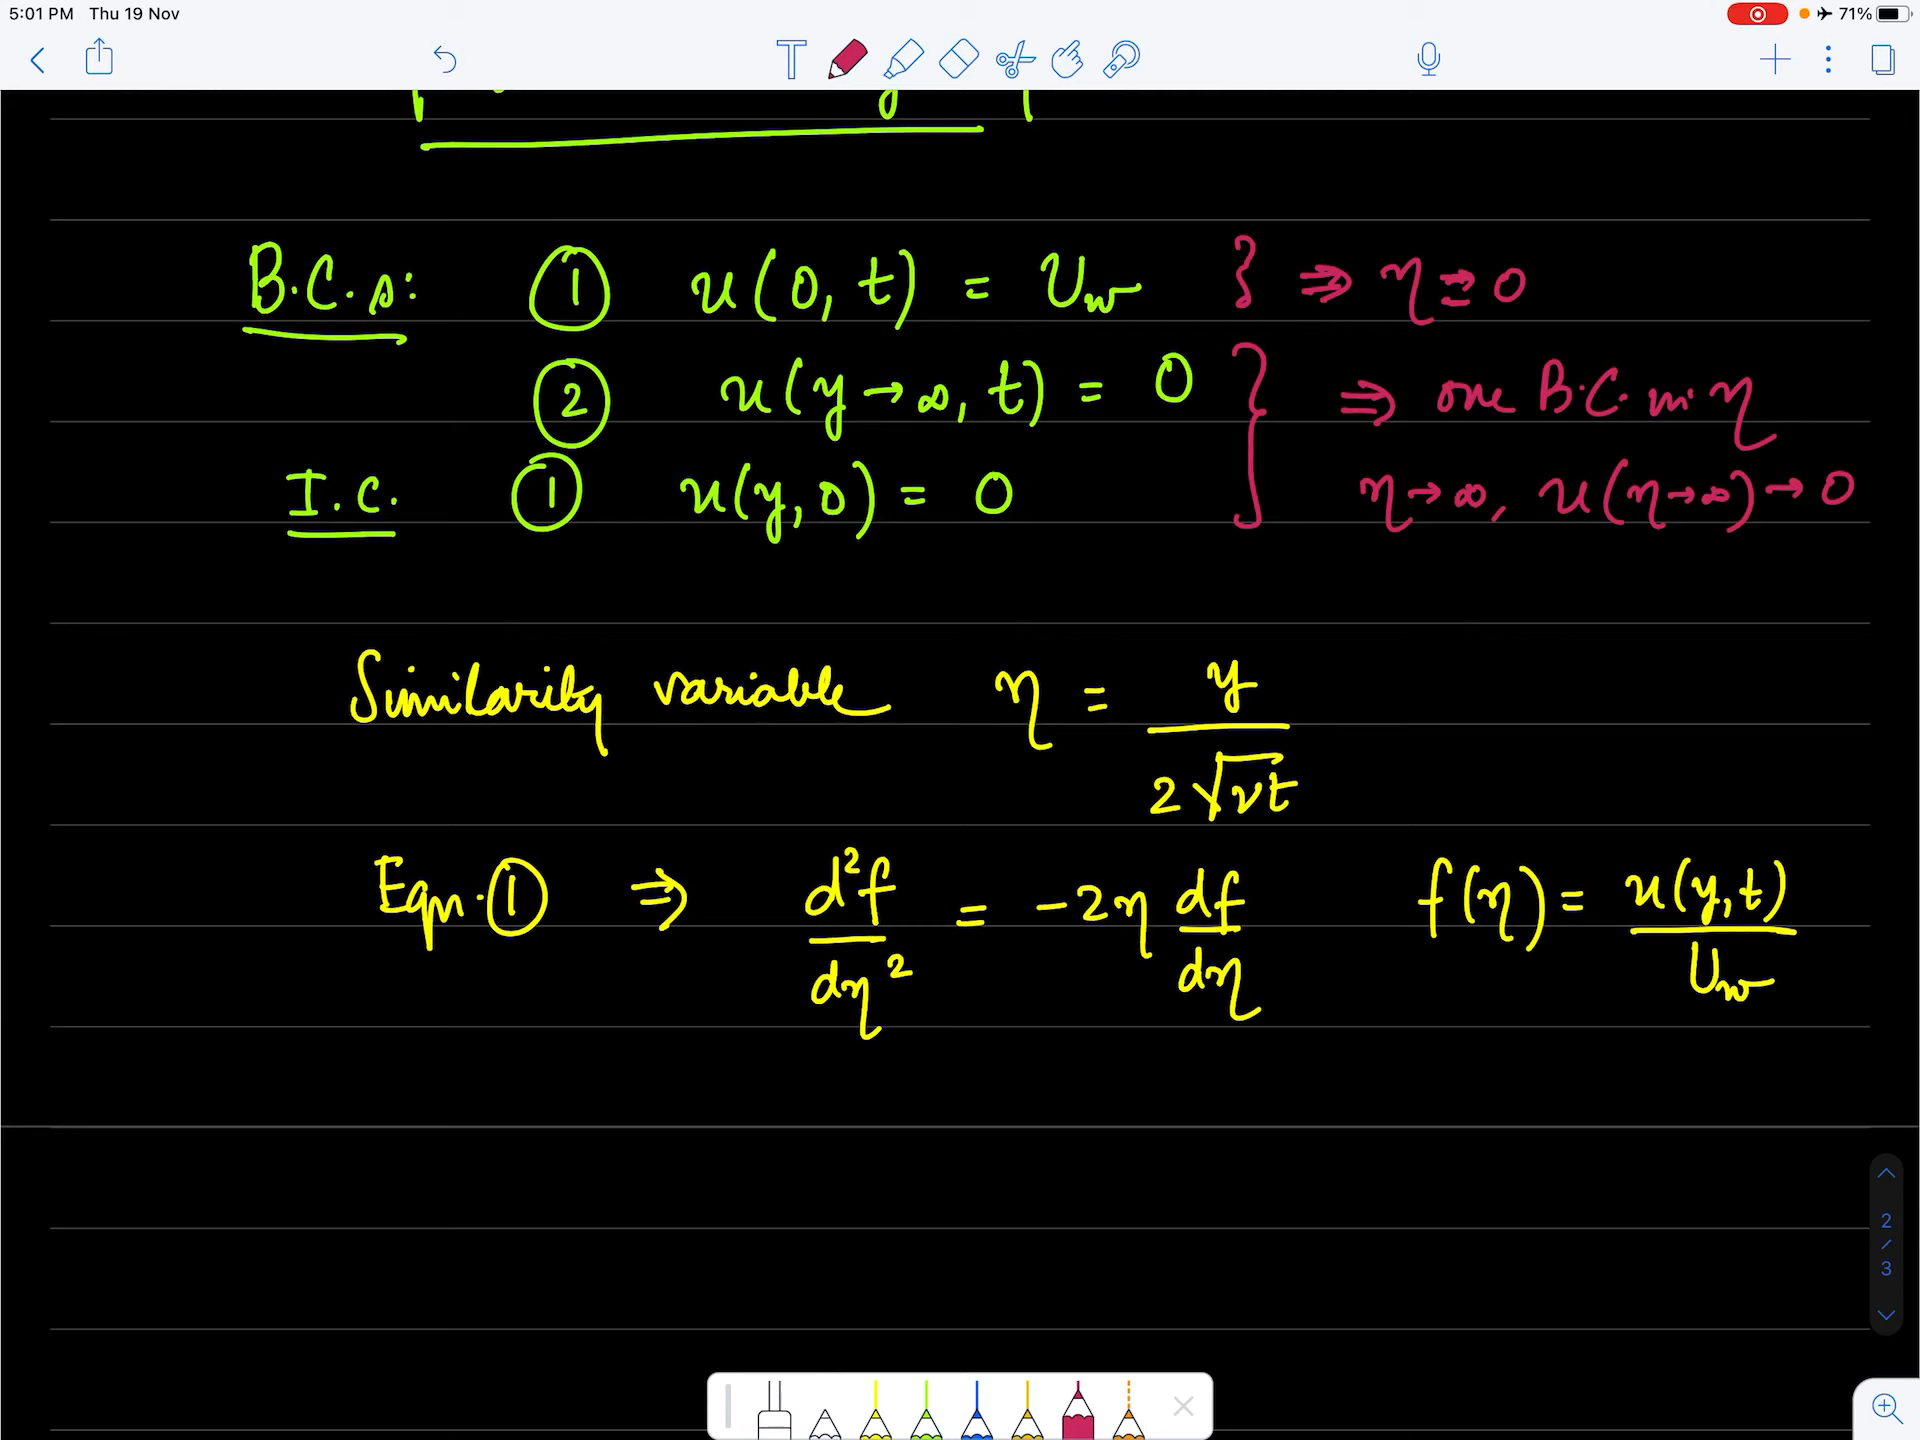 5:01 PM Thu 19 Nov 71%
B.C.s: ① u(0, t) = U_w } ⇒ η = 0
② u(y→∞, t) = 0 } ⇒ one B.C. in η
I.C. ① u(y, 0) = 0 η→∞, u(η→∞)→0
Similarity variable η = y / 2√νt
Eqn. ① ⇒ d²f/dη² = -2η df/dη f(η) = u(y,t)/U_w
2 / 3